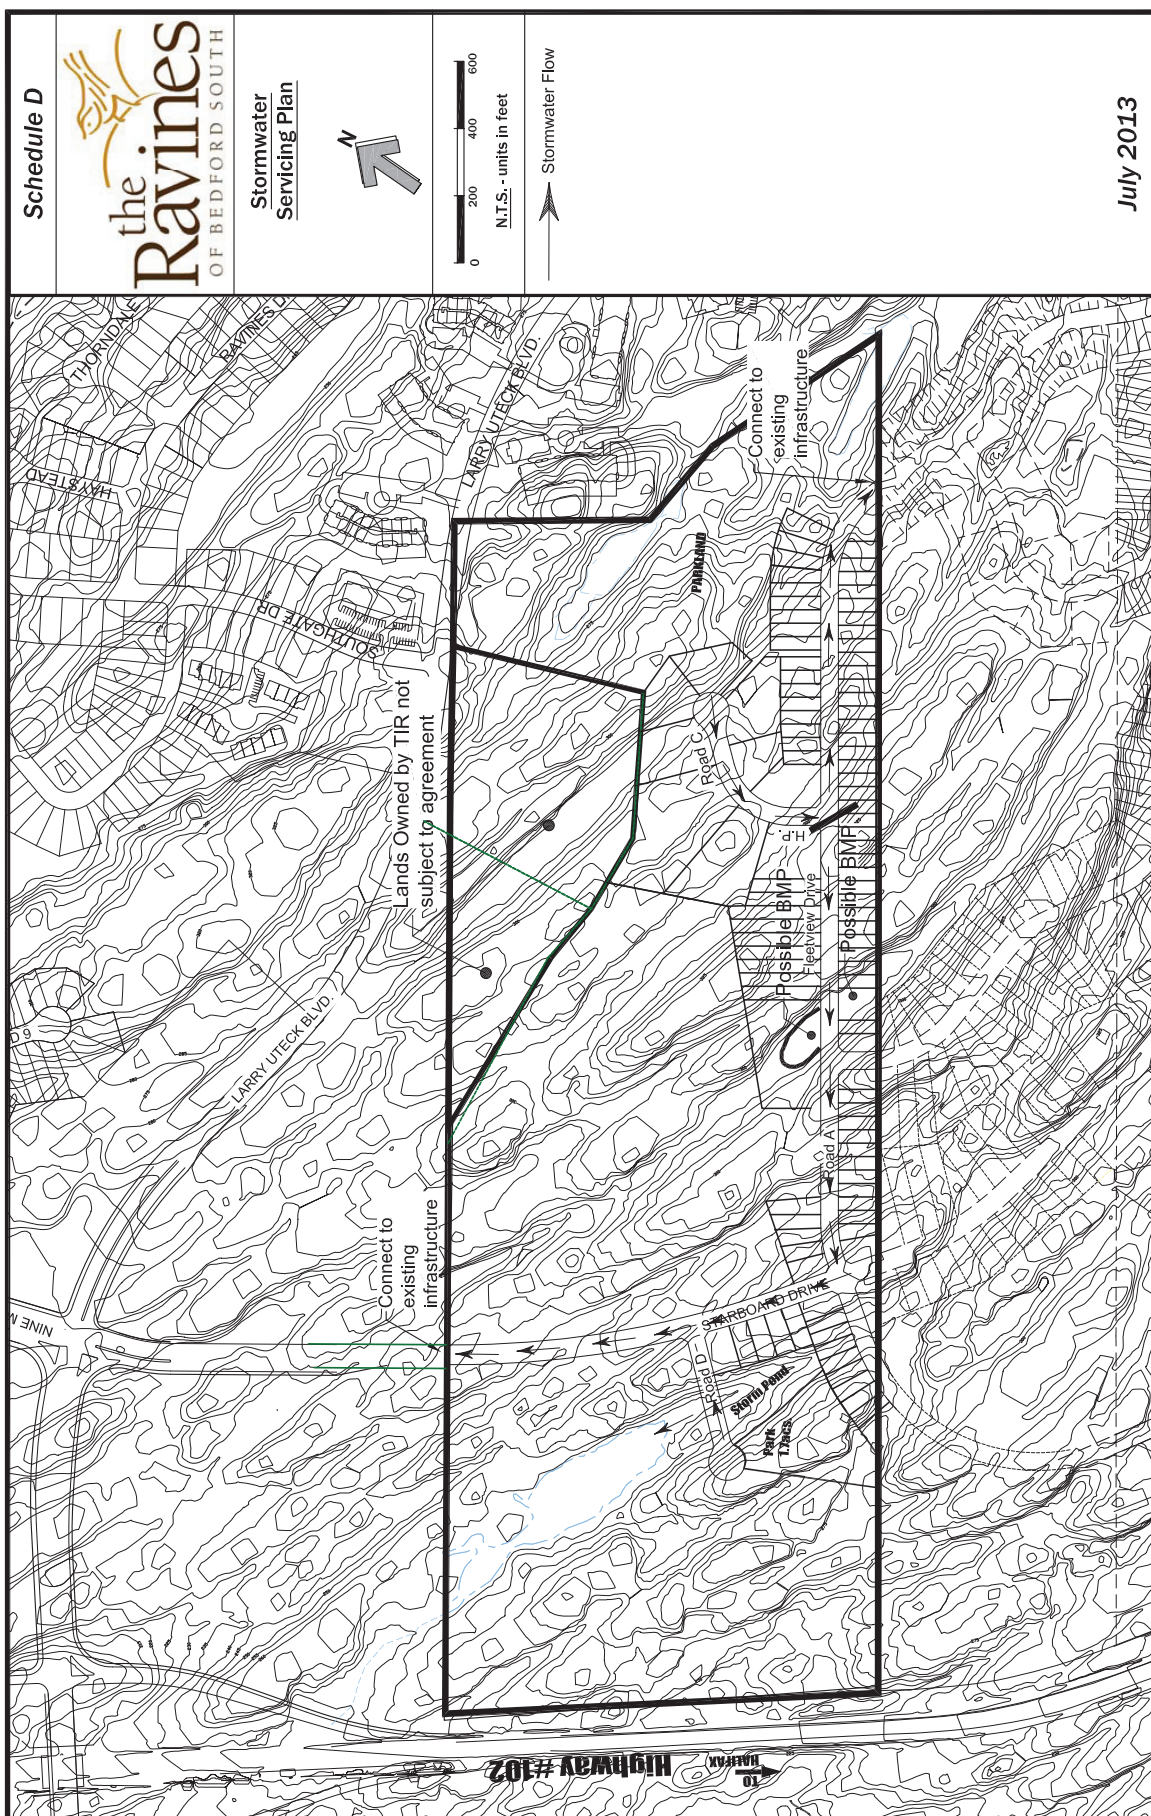 Schedule D
the
Ravines
OF BEDFORD SOUTH
Stormwater
Servicing Plan
N
0 200 400 600
N.T.S. - units in feet
Stormwater Flow
July 2013
THORNDALE
RAVINES D
HAYSTEAD
LARRY UTECK BLVD.
SOUTHGATE DR
Lands Owned by TIR not
subject to agreement
LARRY UTECK BLVD.
NINE M
Connect to
existing
infrastructure
Connect to
existing
Infrastructure
PARKLAND
Road C
H.P.
Possible BMP
Fleetview Drive
Possible BMP
Road A
STARBOARD DRIVE
Road D
Storm Pond
Park
1.7acs
Highway #102
TO
HALIFAX